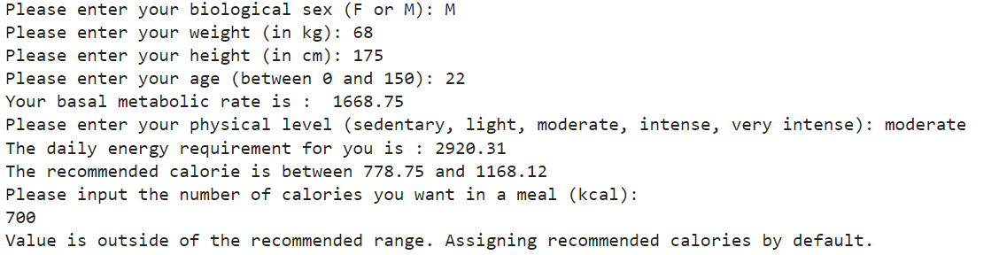 Please enter your biological sex (F or M): M
Please enter your weight (in kg): 68
Please enter your height (in cm): 175
Please enter your age (between 0 and 150): 22
Your basal metabolic rate is :  1668.75
Please enter your physical level (sedentary, light, moderate, intense, very intense): moderate
The daily energy requirement for you is : 2920.31
The recommended calorie is between 778.75 and 1168.12
Please input the number of calories you want in a meal (kcal):
700
Value is outside of the recommended range. Assigning recommended calories by default.